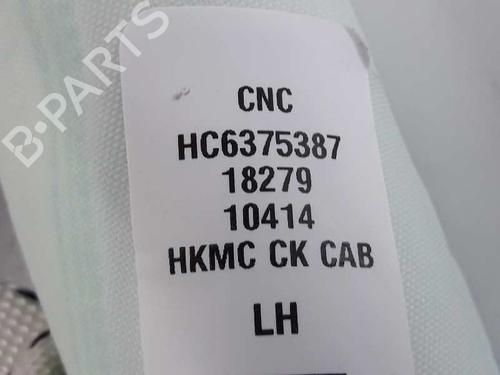 B-PARTS
CNC
HC6375387
18279
10414
HKMC CK CAB
LH